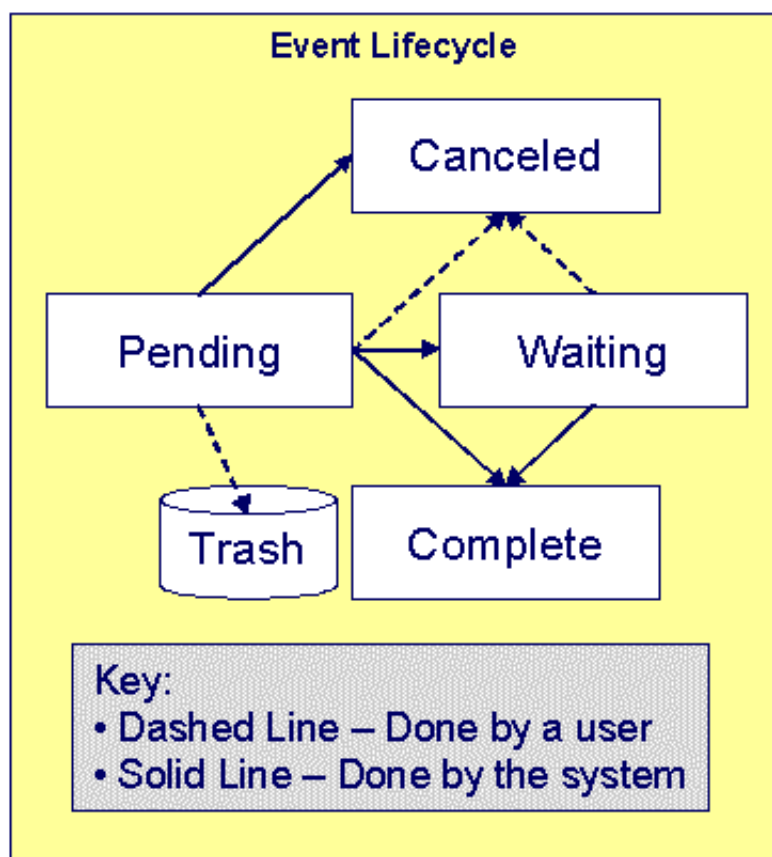 Event Lifecycle
Canceled
Pending
Waiting
Trash
Complete
Key:
• Dashed Line – Done by a user
• Solid Line – Done by the system